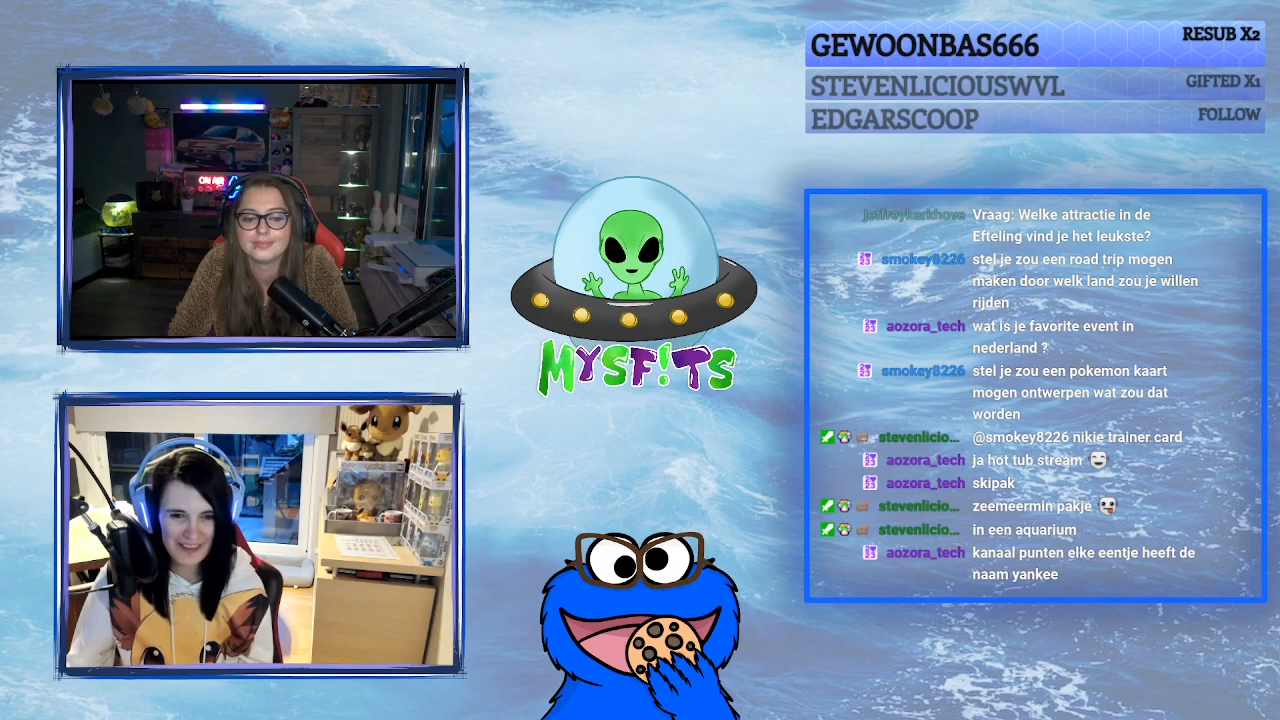 GEWOONBAS666
RESUB X2
STEVENLICIOUSWVL
GIFTED X1
EDGARSCOOP
FOLLOW
ON AIR
MYSF!TS
jeffreykerkhove Vraag: Welke attractie in de
Efteling vind je het leukste?
smokey8226 stel je zou een road trip mogen
maken door welk land zou je willen
rijden
aozora_tech wat is je favorite event in
nederland ?
smokey8226 stel je zou een pokemon kaart
mogen ontwerpen wat zou dat
worden
stevenlicio... @smokey8226 nikie trainer card
aozora_tech ja hot tub stream
aozora_tech skipak
stevenlicio... zeemeermin pakje
stevenlicio... in een aquarium
aozora_tech kanaal punten elke eentje heeft de
naam yankee